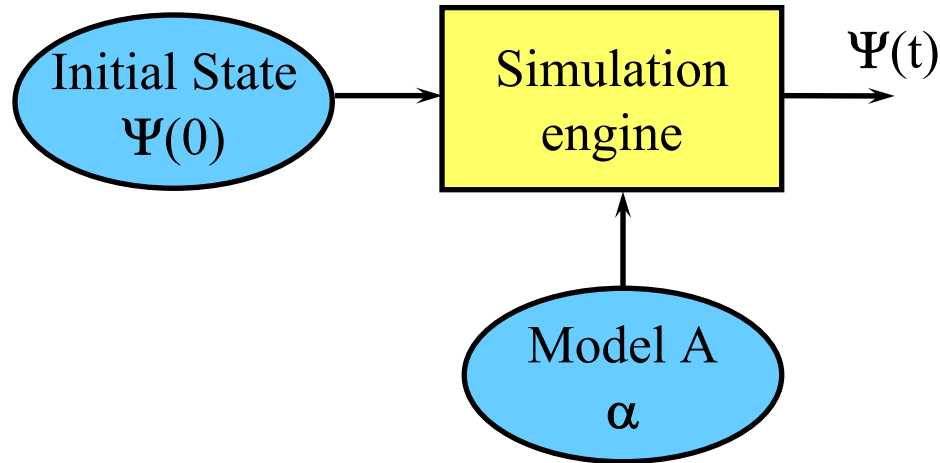 Initial State
Ψ(0)
Simulation
engine
Ψ(t)
Model A
α